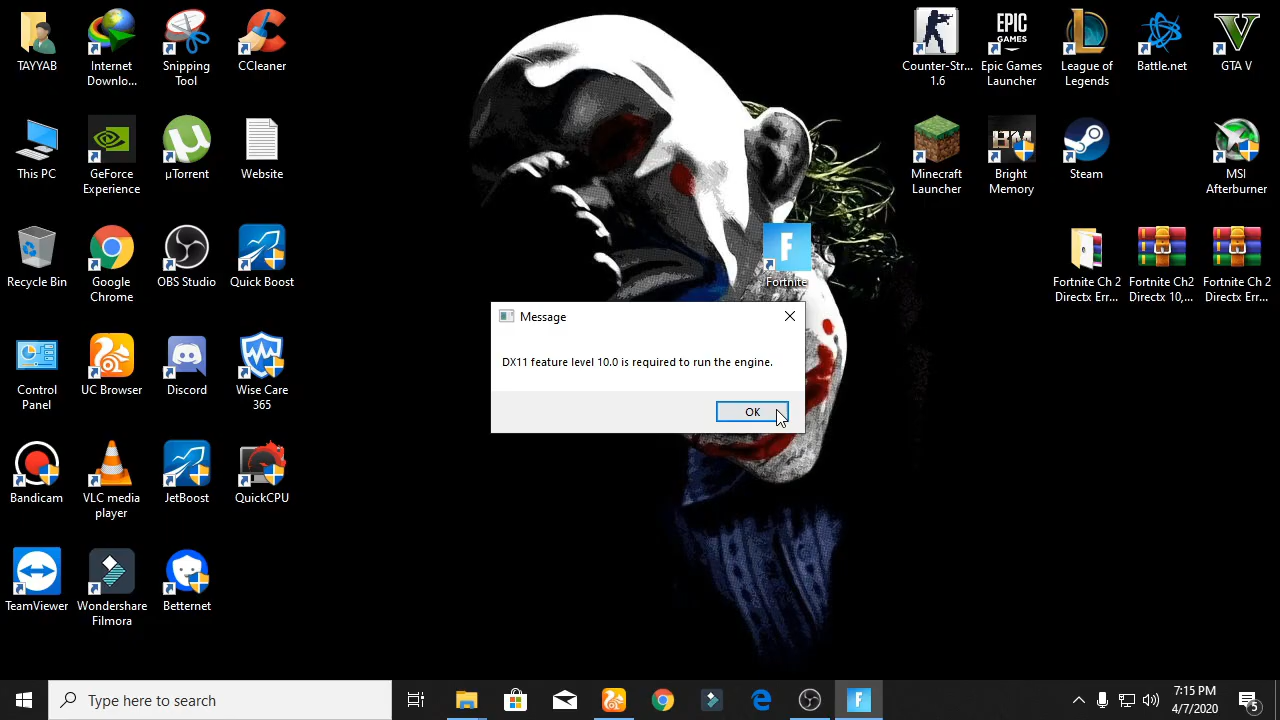 TAYYAB
Internet
Downlo...
Snipping
Tool
CCleaner
This PC
GeForce
Experience
µTorrent
Website
Recycle Bin
Google
Chrome
OBS Studio
Quick Boost
Control
Panel
UC Browser
Discord
Wise Care
365
Bandicam
VLC media
player
JetBoost
QuickCPU
TeamViewer
Wondershare
Filmora
Betternet
Counter-Str...
1.6
EPIC
GAMES
Epic Games
Launcher
League of
Legends
Battle.net
V
GTA V
Minecraft
Launcher
BM
Bright
Memory
Steam
MSI
Afterburner
F
Fortnite
Fortnite Ch 2
Directx Err...
Fortnite Ch2
Directx 10,...
Fortnite Ch 2
Directx Err...
Message
DX11 feature level 10.0 is required to run the engine.
OK
Type here to search
F
7:15 PM
4/7/2020
5